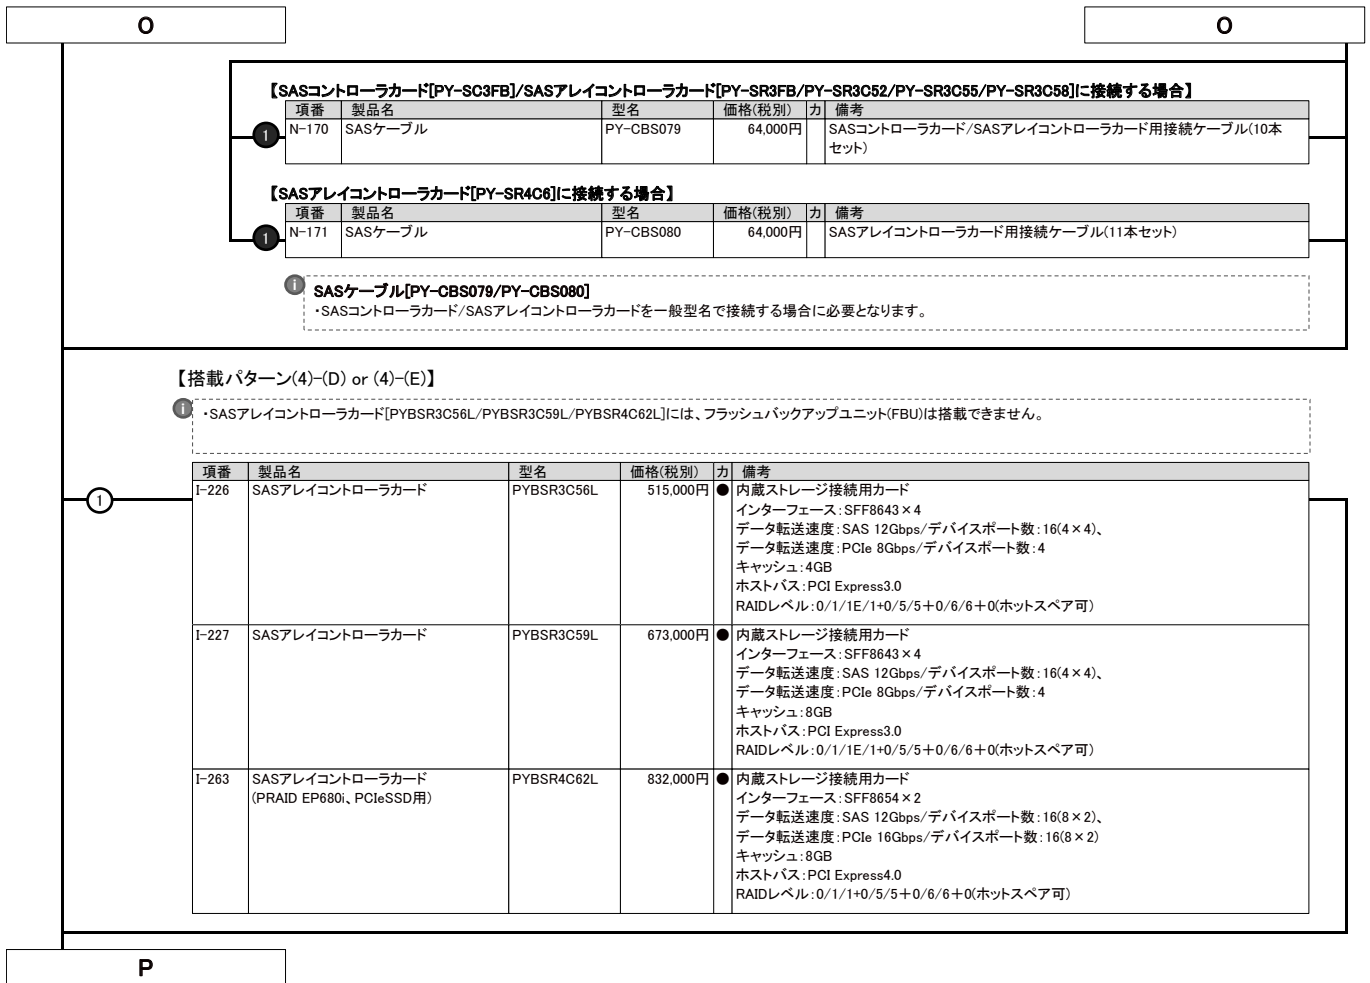 O
O
【SASコントローラカード[PY-SC3FB]/SASアレイコントローラカード[PY-SR3FB/PY-SR3C52/PY-SR3C55/PY-SR3C58]に接続する場合】
項番 製品名 型名 価格(税別) カ 備考
1 N-170 SASケーブル PY-CBS079 64,000円 SASコントローラカード/SASアレイコントローラカード用接続ケーブル(10本
セット)
【SASアレイコントローラカード[PY-SR4C6]に接続する場合】
項番 製品名 型名 価格(税別) カ 備考
1 N-171 SASケーブル PY-CBS080 64,000円 SASアレイコントローラカード用接続ケーブル(11本セット)
i SASケーブル[PY-CBS079/PY-CBS080]
・SASコントローラカード/SASアレイコントローラカードを一般型名で接続する場合に必要となります。
【搭載パターン(4)-(D) or (4)-(E)】
i ・SASアレイコントローラカード[PYBSR3C56L/PYBSR3C59L/PYBSR4C62L]には、フラッシュバックアップユニット(FBU)は搭載できません。
項番 製品名 型名 価格(税別) カ 備考
1 I-226 SASアレイコントローラカード PYBSR3C56L 515,000円 ● 内蔵ストレージ接続用カード
インターフェース：SFF8643×4
データ転送速度：SAS 12Gbps/デバイスポート数：16(4×4)、
データ転送速度：PCIe 8Gbps/デバイスポート数：4
キャッシュ：4GB
ホストバス：PCI Express3.0
RAIDレベル：0/1/1E/1+0/5/5＋0/6/6＋0(ホットスペア可)
I-227 SASアレイコントローラカード PYBSR3C59L 673,000円 ● 内蔵ストレージ接続用カード
インターフェース：SFF8643×4
データ転送速度：SAS 12Gbps/デバイスポート数：16(4×4)、
データ転送速度：PCIe 8Gbps/デバイスポート数：4
キャッシュ：8GB
ホストバス：PCI Express3.0
RAIDレベル：0/1/1E/1+0/5/5＋0/6/6＋0(ホットスペア可)
I-263 SASアレイコントローラカード PYBSR4C62L 832,000円 ● 内蔵ストレージ接続用カード
(PRAID EP680i、PCIeSSD用) インターフェース：SFF8654×2
データ転送速度：SAS 12Gbps/デバイスポート数：16(8×2)、
データ転送速度：PCIe 16Gbps/デバイスポート数：16(8×2)
キャッシュ：8GB
ホストバス：PCI Express4.0
RAIDレベル：0/1/1+0/5/5＋0/6/6＋0(ホットスペア可)
P